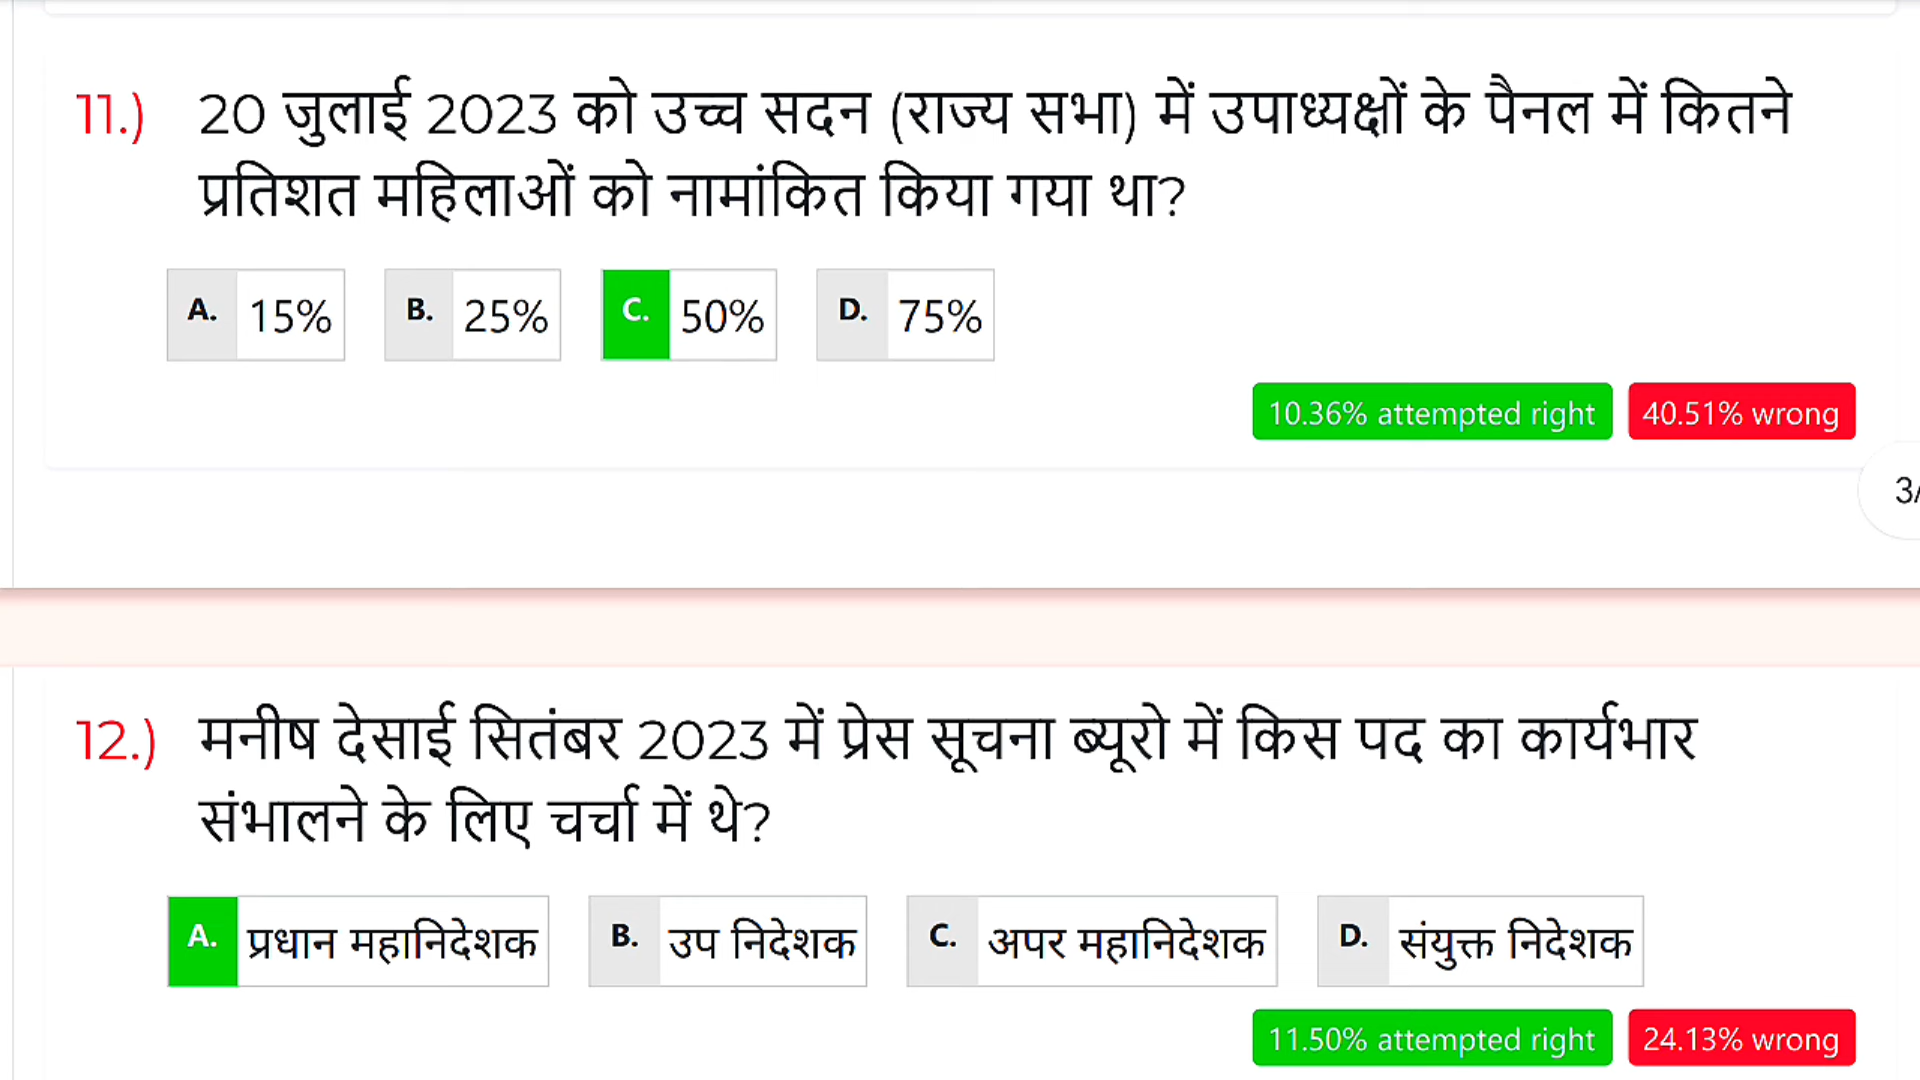 11.) 20 जुलाई 2023 को उच्च सदन (राज्य सभा) में उपाध्यक्षों के पैनल में कितने
प्रतिशत महिलाओं को नामांकित किया गया था?
A. 15% B. 25% C. 50% D. 75%
10.36% attempted right 40.51% wrong
3/
12.) मनीष देसाई सितंबर 2023 में प्रेस सूचना ब्यूरो में किस पद का कार्यभार
संभालने के लिए चर्चा में थे?
A. प्रधान महानिदेशक B. उप निदेशक C. अपर महानिदेशक D. संयुक्त निदेशक
11.50% attempted right 24.13% wrong